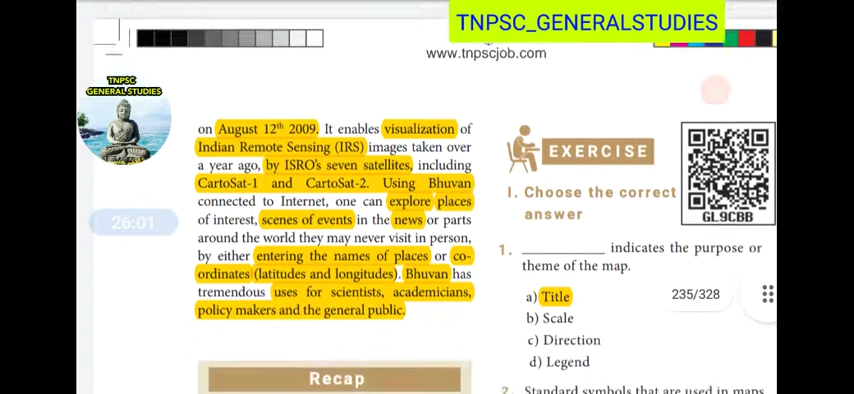 TNPSC_GENERALSTUDIES
www.tnpscjob.com
TNPSC
GENERAL STUDIES
26:01
on August 12th 2009. It enables visualization of
Indian Remote Sensing (IRS) images taken over
a year ago, by ISRO's seven satellites, including
CartoSat-1 and CartoSat-2. Using Bhuvan
connected to Internet, one can explore places
of interest, scenes of events in the news or parts
around the world they may never visit in person,
by either entering the names of places or co-
ordinates (latitudes and longitudes). Bhuvan has
tremendous uses for scientists, academicians,
policy makers and the general public.
Recap
EXERCISE
GL9CBB
I. Choose the correct
answer
1. __________ indicates the purpose or
theme of the map.
a) Title
b) Scale
c) Direction
d) Legend
235/328
2. Standard symbols that are used in maps